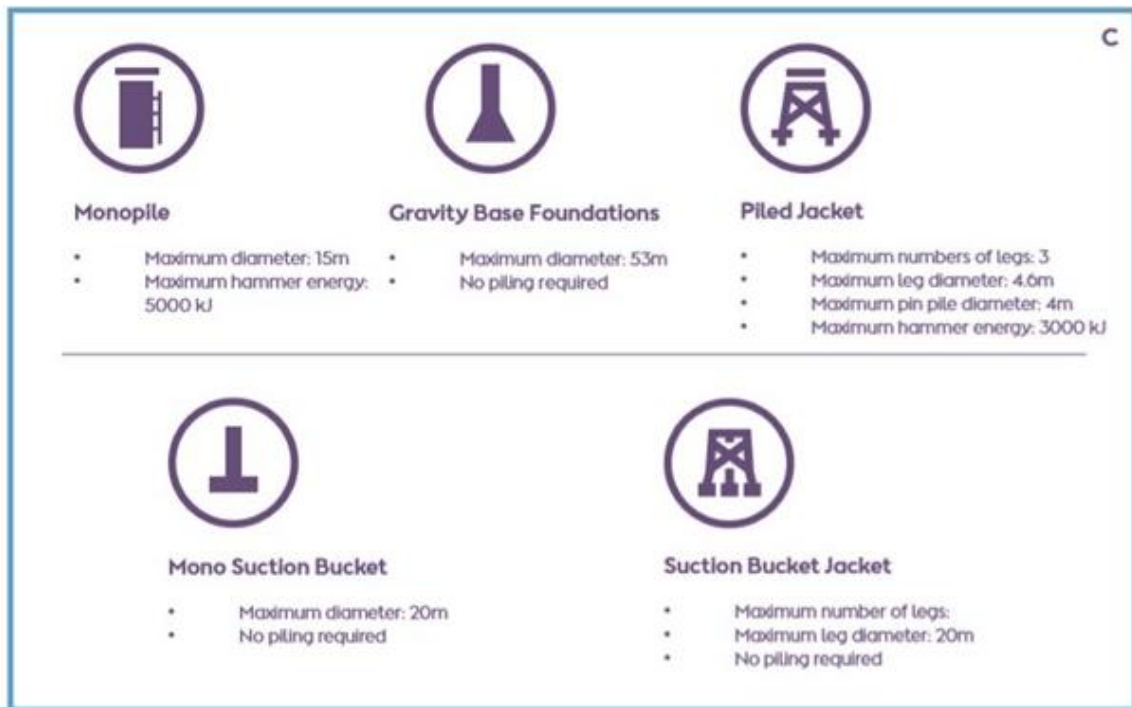 C
Monopile
• Maximum diameter: 15m
• Maximum hammer energy:
5000 kJ
Gravity Base Foundations
• Maximum diameter: 53m
• No piling required
Piled Jacket
• Maximum numbers of legs: 3
• Maximum leg diameter: 4.6m
• Maximum pin pile diameter: 4m
• Maximum hammer energy: 3000 kJ
Mono Suction Bucket
• Maximum diameter: 20m
• No piling required
Suction Bucket Jacket
• Maximum number of legs:
• Maximum leg diameter: 20m
• No piling required